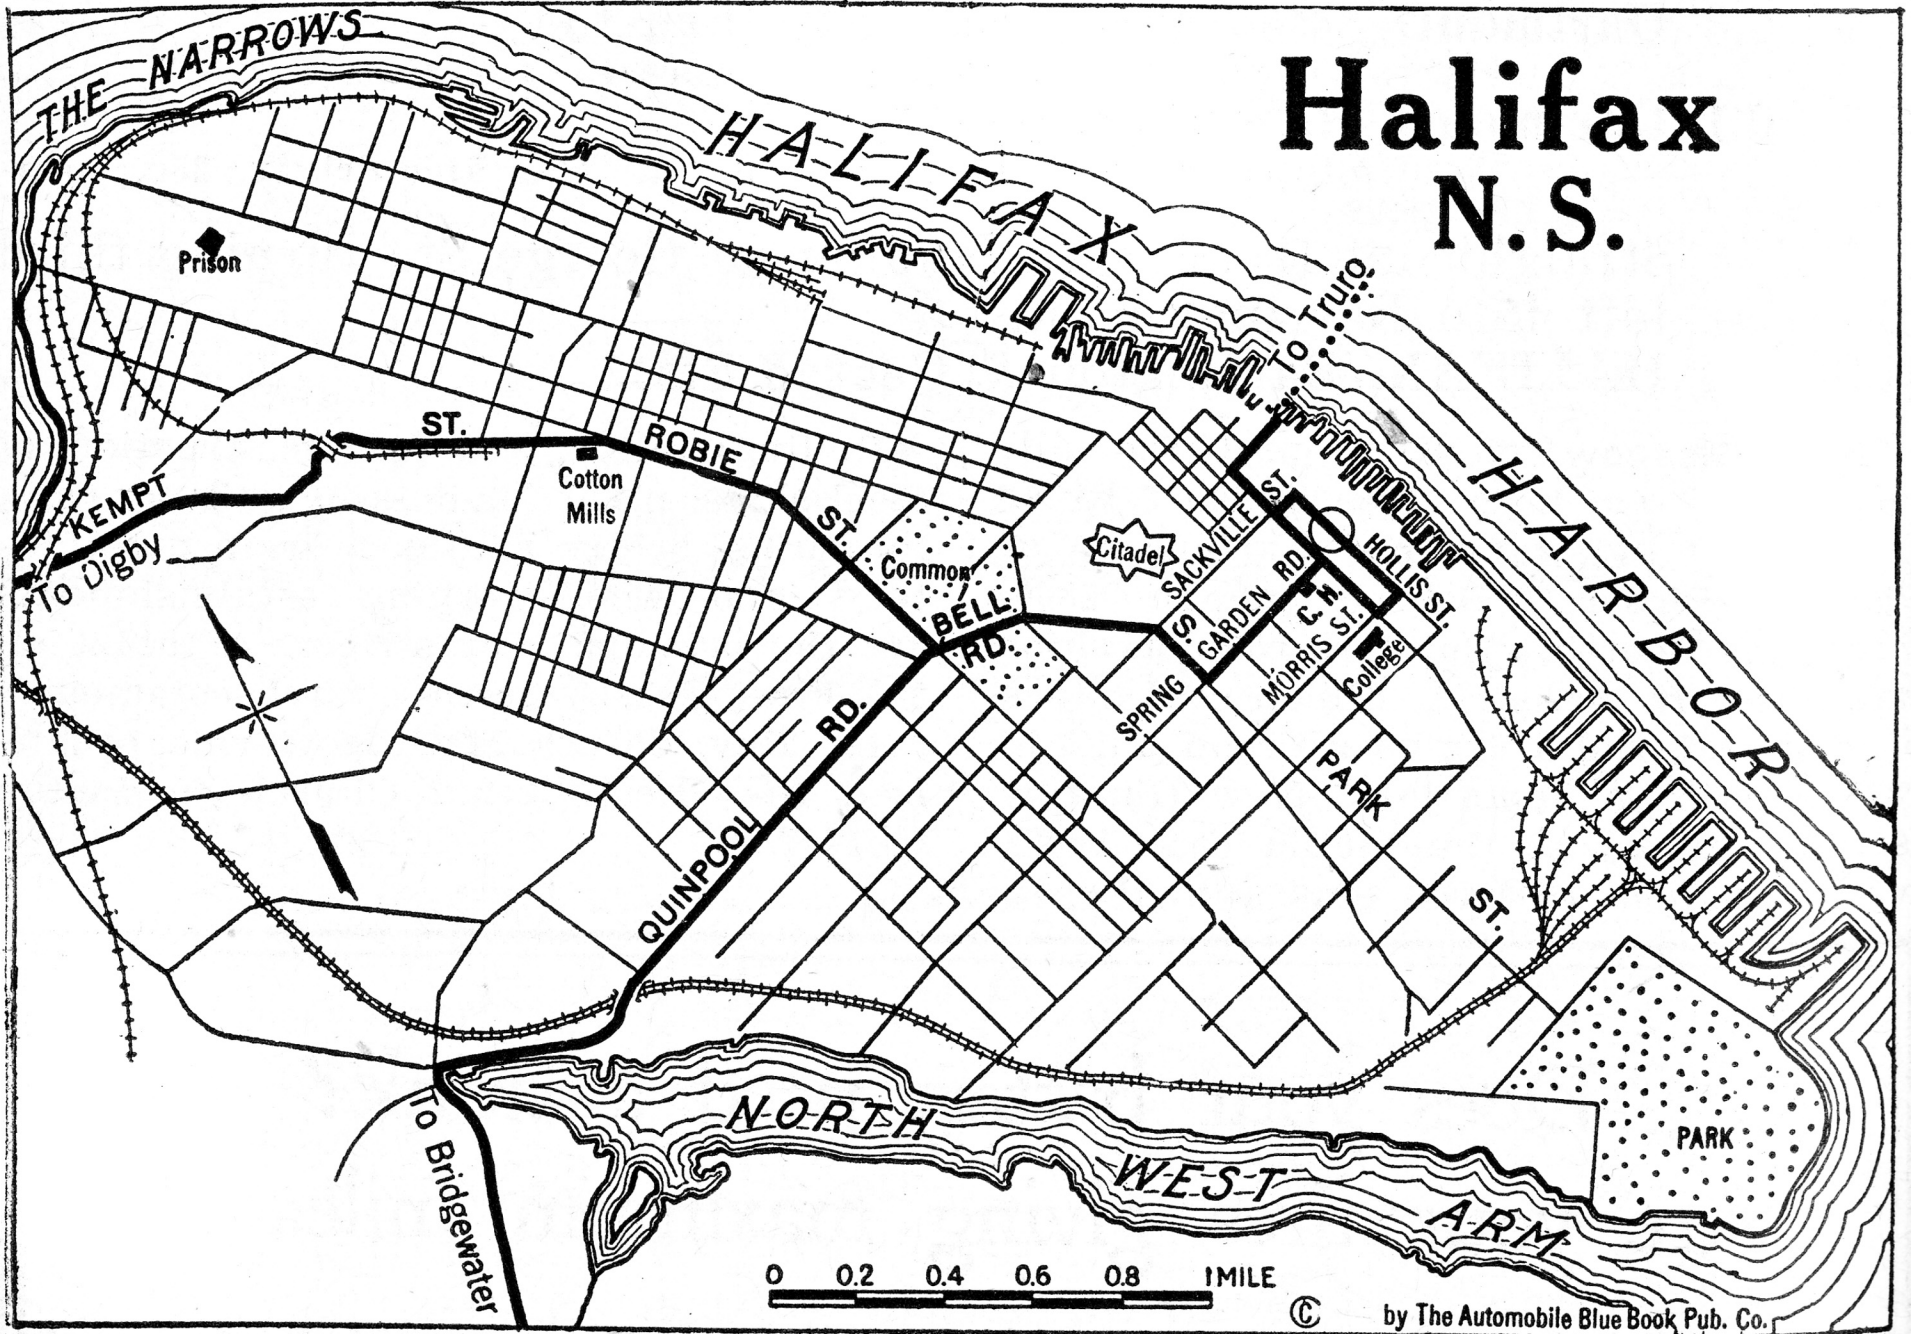 Halifax
N. S.
THE NARROWS
HALIFAX
HARBOR
To Truro
Prison
ST.
ROBIE
ST.
Cotton
Mills
KEMPT
To Digby
Common
BELL
RD.
Citadel
SACKVILLE
ST.
S
SPRING
GARDEN RD.
C. H.
HOLLIS ST.
MORRIS ST.
College
PARK
ST.
QUINPOOL
RD.
PARK
NORTH
WEST
ARM
To Bridgewater
0 0.2 0.4 0.6 0.8 1 MILE
© by The Automobile Blue Book Pub. Co.